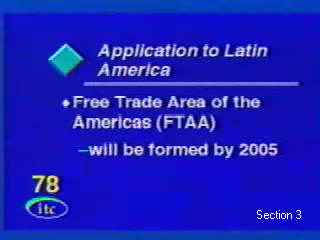 Application to Latin
America
♦Free Trade Area of the
Americas (FTAA)
–will be formed by 2005
78
itc
Section 3